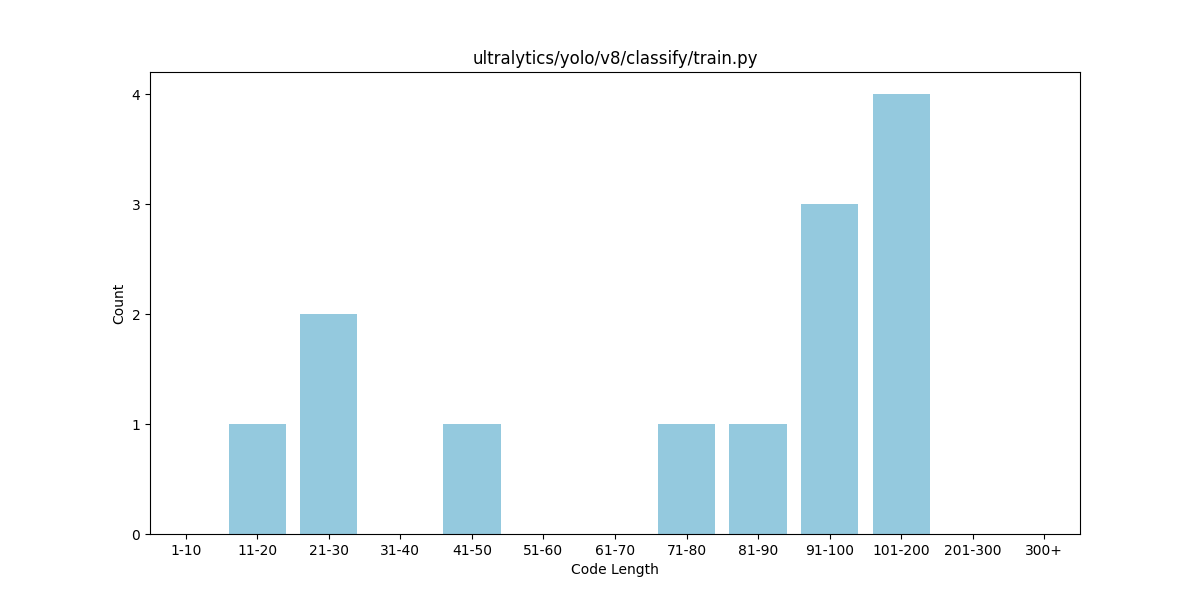 ultralytics/yolo/v8/classify/train.py
4
3
2
1
0
Count
1-10 11-20 21-30 31-40 41-50 51-60 61-70 71-80 81-90 91-100 101-200 201-300 300+
Code Length